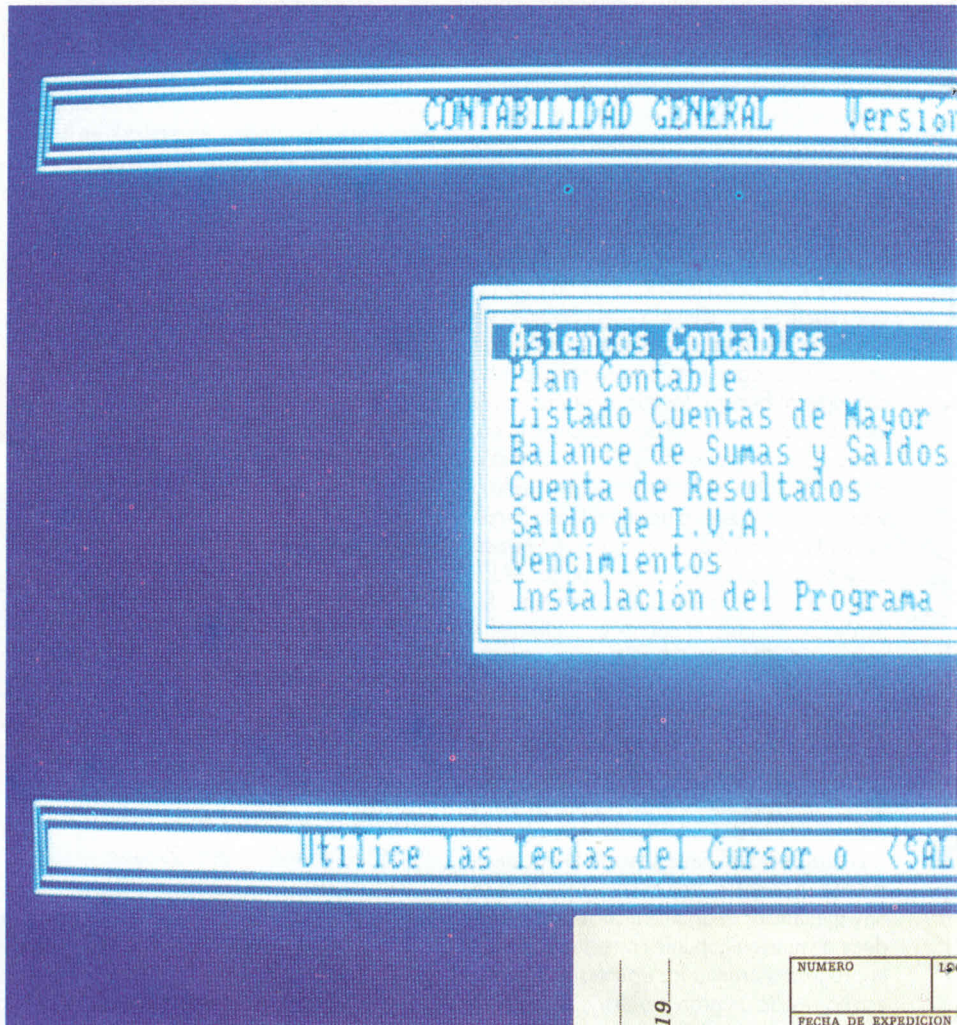 CONTABILIDAD GENERAL Versión
Asientos Contables
Plan Contable
Listado Cuentas de Mayor
Balance de Sumas y Saldos
Cuenta de Resultados
Saldo de I.V.A.
Vencimientos
Instalación del Programa
Utilice las Teclas del Cursor o <SAL
NUMERO
19
FECHA DE EXPEDICION